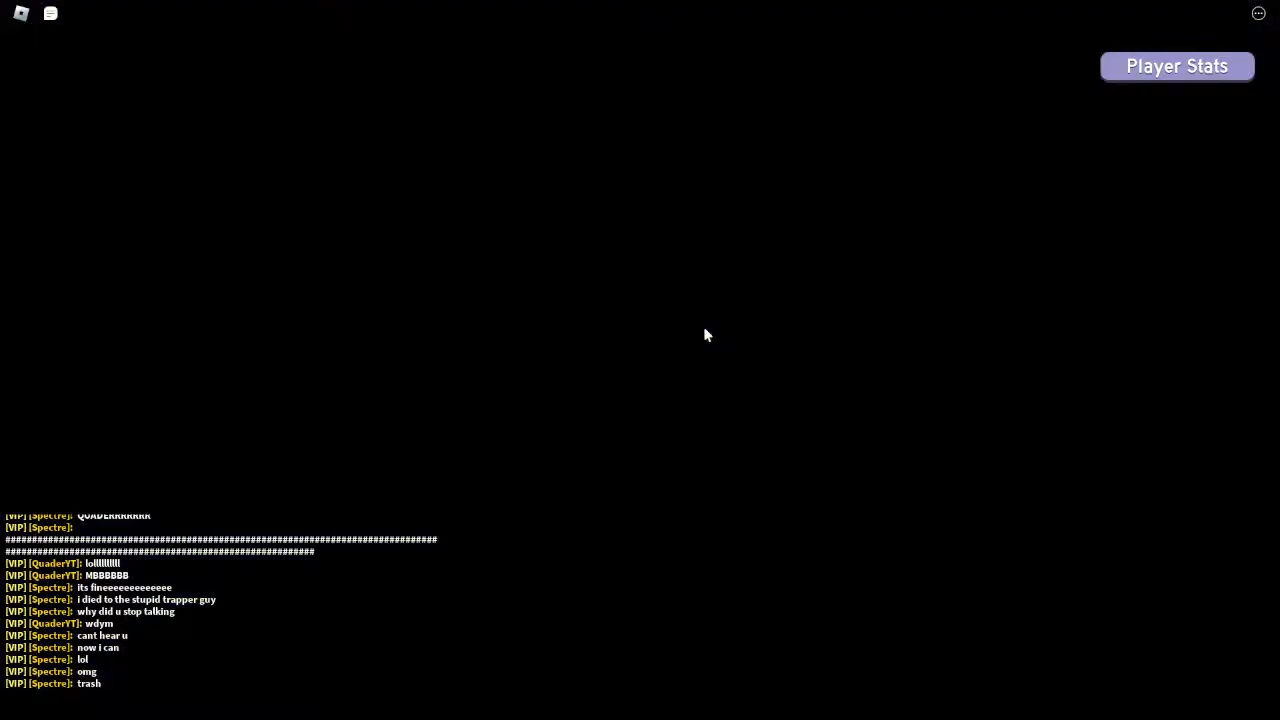 Player Stats
[VIP] [Spectre]: QUADERRRRRRR
[VIP] [Spectre]:
##################################################################################
###########################################################
[VIP] [QuaderYT]: lolllllllll
[VIP] [QuaderYT]: MBBBBBB
[VIP] [Spectre]: its fineeeeeeeeeeeee
[VIP] [Spectre]: i died to the stupid trapper guy
[VIP] [Spectre]: why did u stop talking
[VIP] [QuaderYT]: wdym
[VIP] [Spectre]: cant hear u
[VIP] [Spectre]: now i can
[VIP] [Spectre]: lol
[VIP] [Spectre]: omg
[VIP] [Spectre]: trash